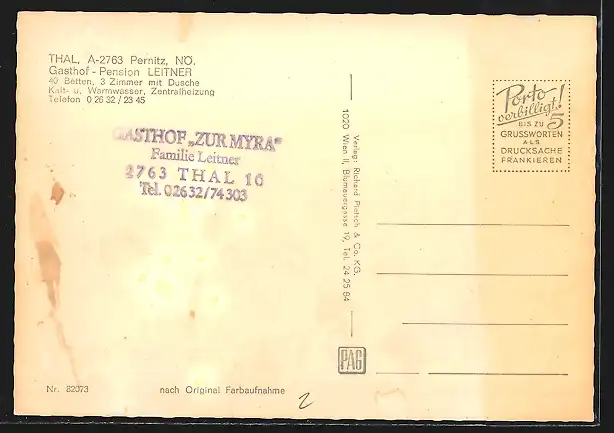 THAL, A-2763 Pernitz, NÖ.
Gasthof - Pension LEITNER
40 Betten, 3 Zimmer mit Dusche
Kalt- u. Warmwasser, Zentralheizung
Telefon 0 26 32 / 23 45
GASTHOF „ZUR MYRA"
Familie Leitner
2763 THAL 10
Tel. 02632/74303
Verlag: Richard Pietsch & Co. KG.
1020 Wien II, Blumauergasse 19, Tel. 24 25 84
Porto
verbilligt!
BIS ZU 5
GRUSSWORTEN
ALS
DRUCKSACHE
FRANKIEREN
PAG
Nr. 82073
nach Original Farbaufnahme
2